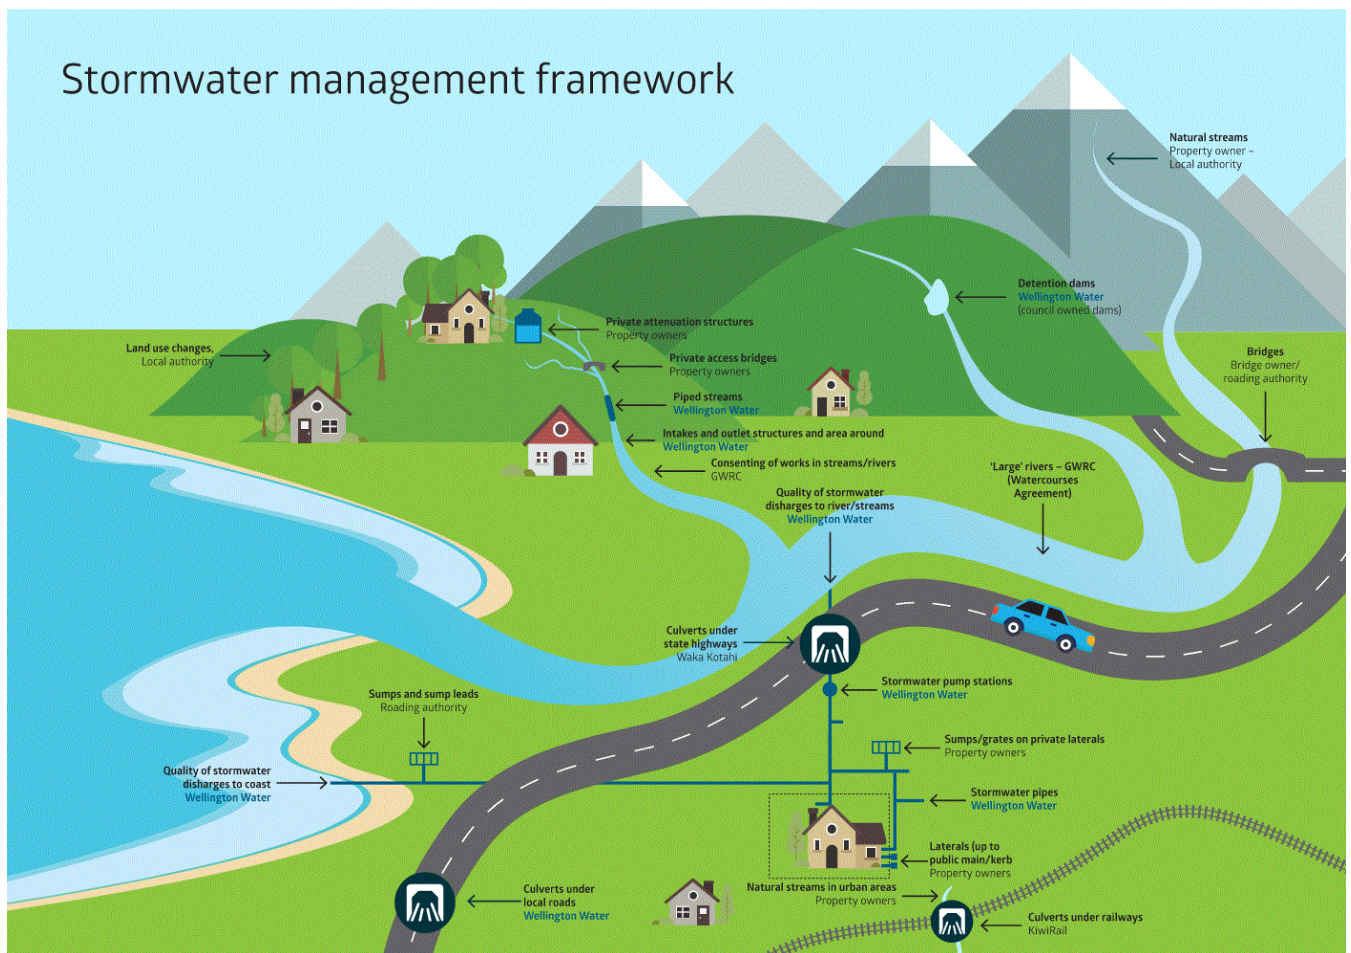 Stormwater management framework
Natural streams
Property owner –
Local authority
Detention dams
Wellington Water
(council owned dams)
Private attenuation structures
Property owners
Land use changes,
Local authority
Bridges
Bridge owner/
roading authority
Private access bridges
Property owners
Piped streams
Wellington Water
Intakes and outlet structures and area around
Wellington Water
Consenting of works in streams/rivers
GWRC
'Large' rivers – GWRC
(Watercourses
Agreement)
Quality of stormwater
disharges to river/streams
Wellington Water
Culverts under
state highways
Waka Kotahi
Stormwater pump stations
Wellington Water
Sumps and sump leads
Roading authority
Sumps/grates on private laterals
Property owners
Quality of stormwater
disharges to coast
Wellington Water
Stormwater pipes
Wellington Water
Laterals (up to
public main/kerb
Property owners
Natural streams in urban areas
Property owners
Culverts under
local roads
Wellington Water
Culverts under railways
KiwiRail